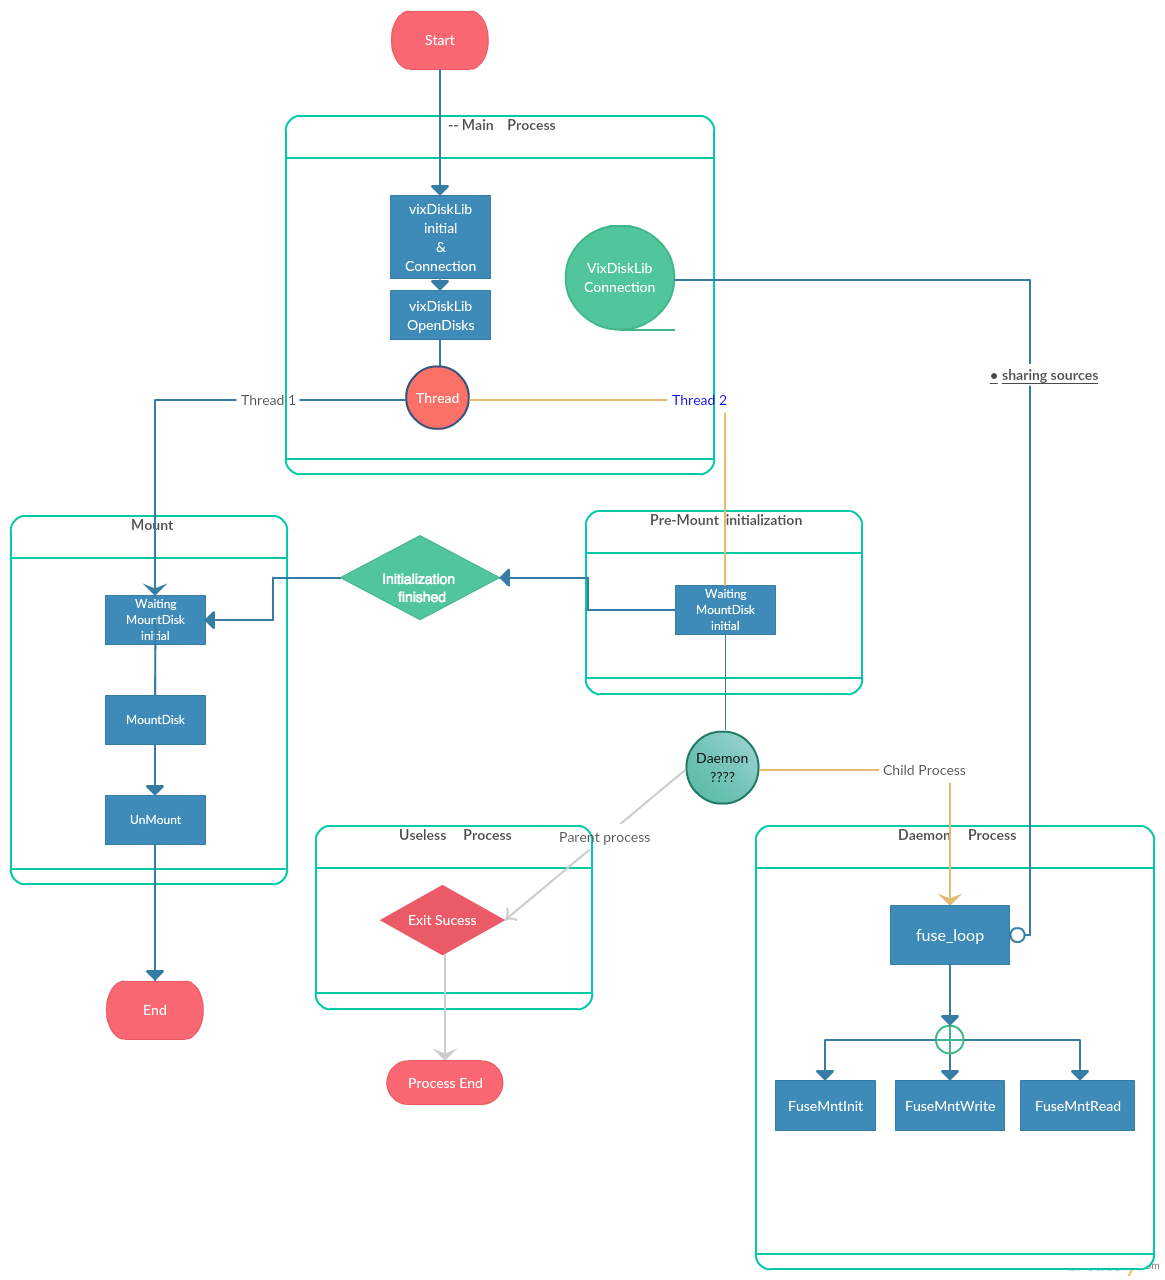 Start
-- Main Process
vixDiskLib
initial
&
Connection
VixDiskLib
Connection
vixDiskLib
OpenDisks
● sharing sources
Thread 1
Thread
Thread 2
Mount
Pre-Mount initialization
Initialization
finished
Waiting
MountDisk
initial
Waiting
MountDisk
initial
MountDisk
Daemon
????
Child Process
UnMount
Useless Process
Parent process
Daemon Process
Exit Sucess
fuse_loop
End
Process End
FuseMntInit
FuseMntWrite
FuseMntRead